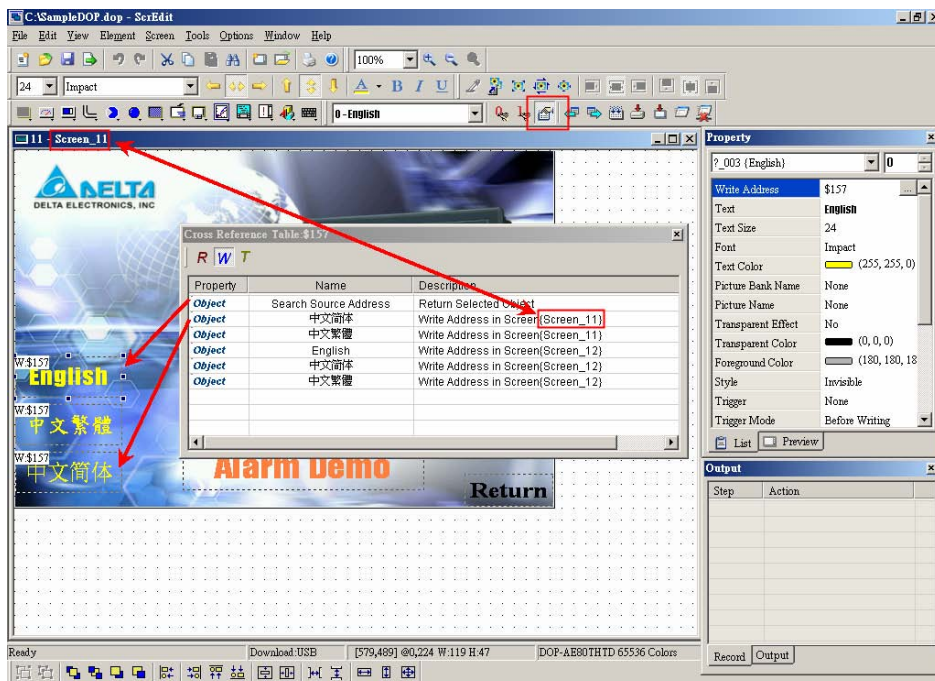 C:\SampleDOP.dop - ScrEdit
File Edit View Element Screen Tools Options Window Help
100%
24 Impact
A B I U
0 - English
11 - Screen_11
DELTA
DELTA ELECTRONICS, INC
Cross Reference Table:$157
R W T
Property Name Description
Object Search Source Address Return Selected Object
Object 中文简体 Write Address in Screen{Screen_11}
Object 中文繁體 Write Address in Screen{Screen_11}
Object English Write Address in Screen{Screen_12}
Object 中文简体 Write Address in Screen{Screen_12}
Object 中文繁體 Write Address in Screen{Screen_12}
W:$157
English
W:$157
中文繁體
W:$157
中文简体
Alarm Demo
Return
Property
?_003 {English} 0
Write Address $157 ...
Text English
Text Size 24
Font Impact
Text Color (255, 255, 0)
Picture Bank Name None
Picture Name None
Transparent Effect No
Transparent Color (0, 0, 0)
Foreground Color (180, 180, 18
Style Invisible
Trigger None
Trigger Mode Before Writing
List Preview
Output
Step Action
Record Output
Ready Download:USB [579,489] @0,224 W:119 H:47 DOP-AE80THTD 65536 Colors